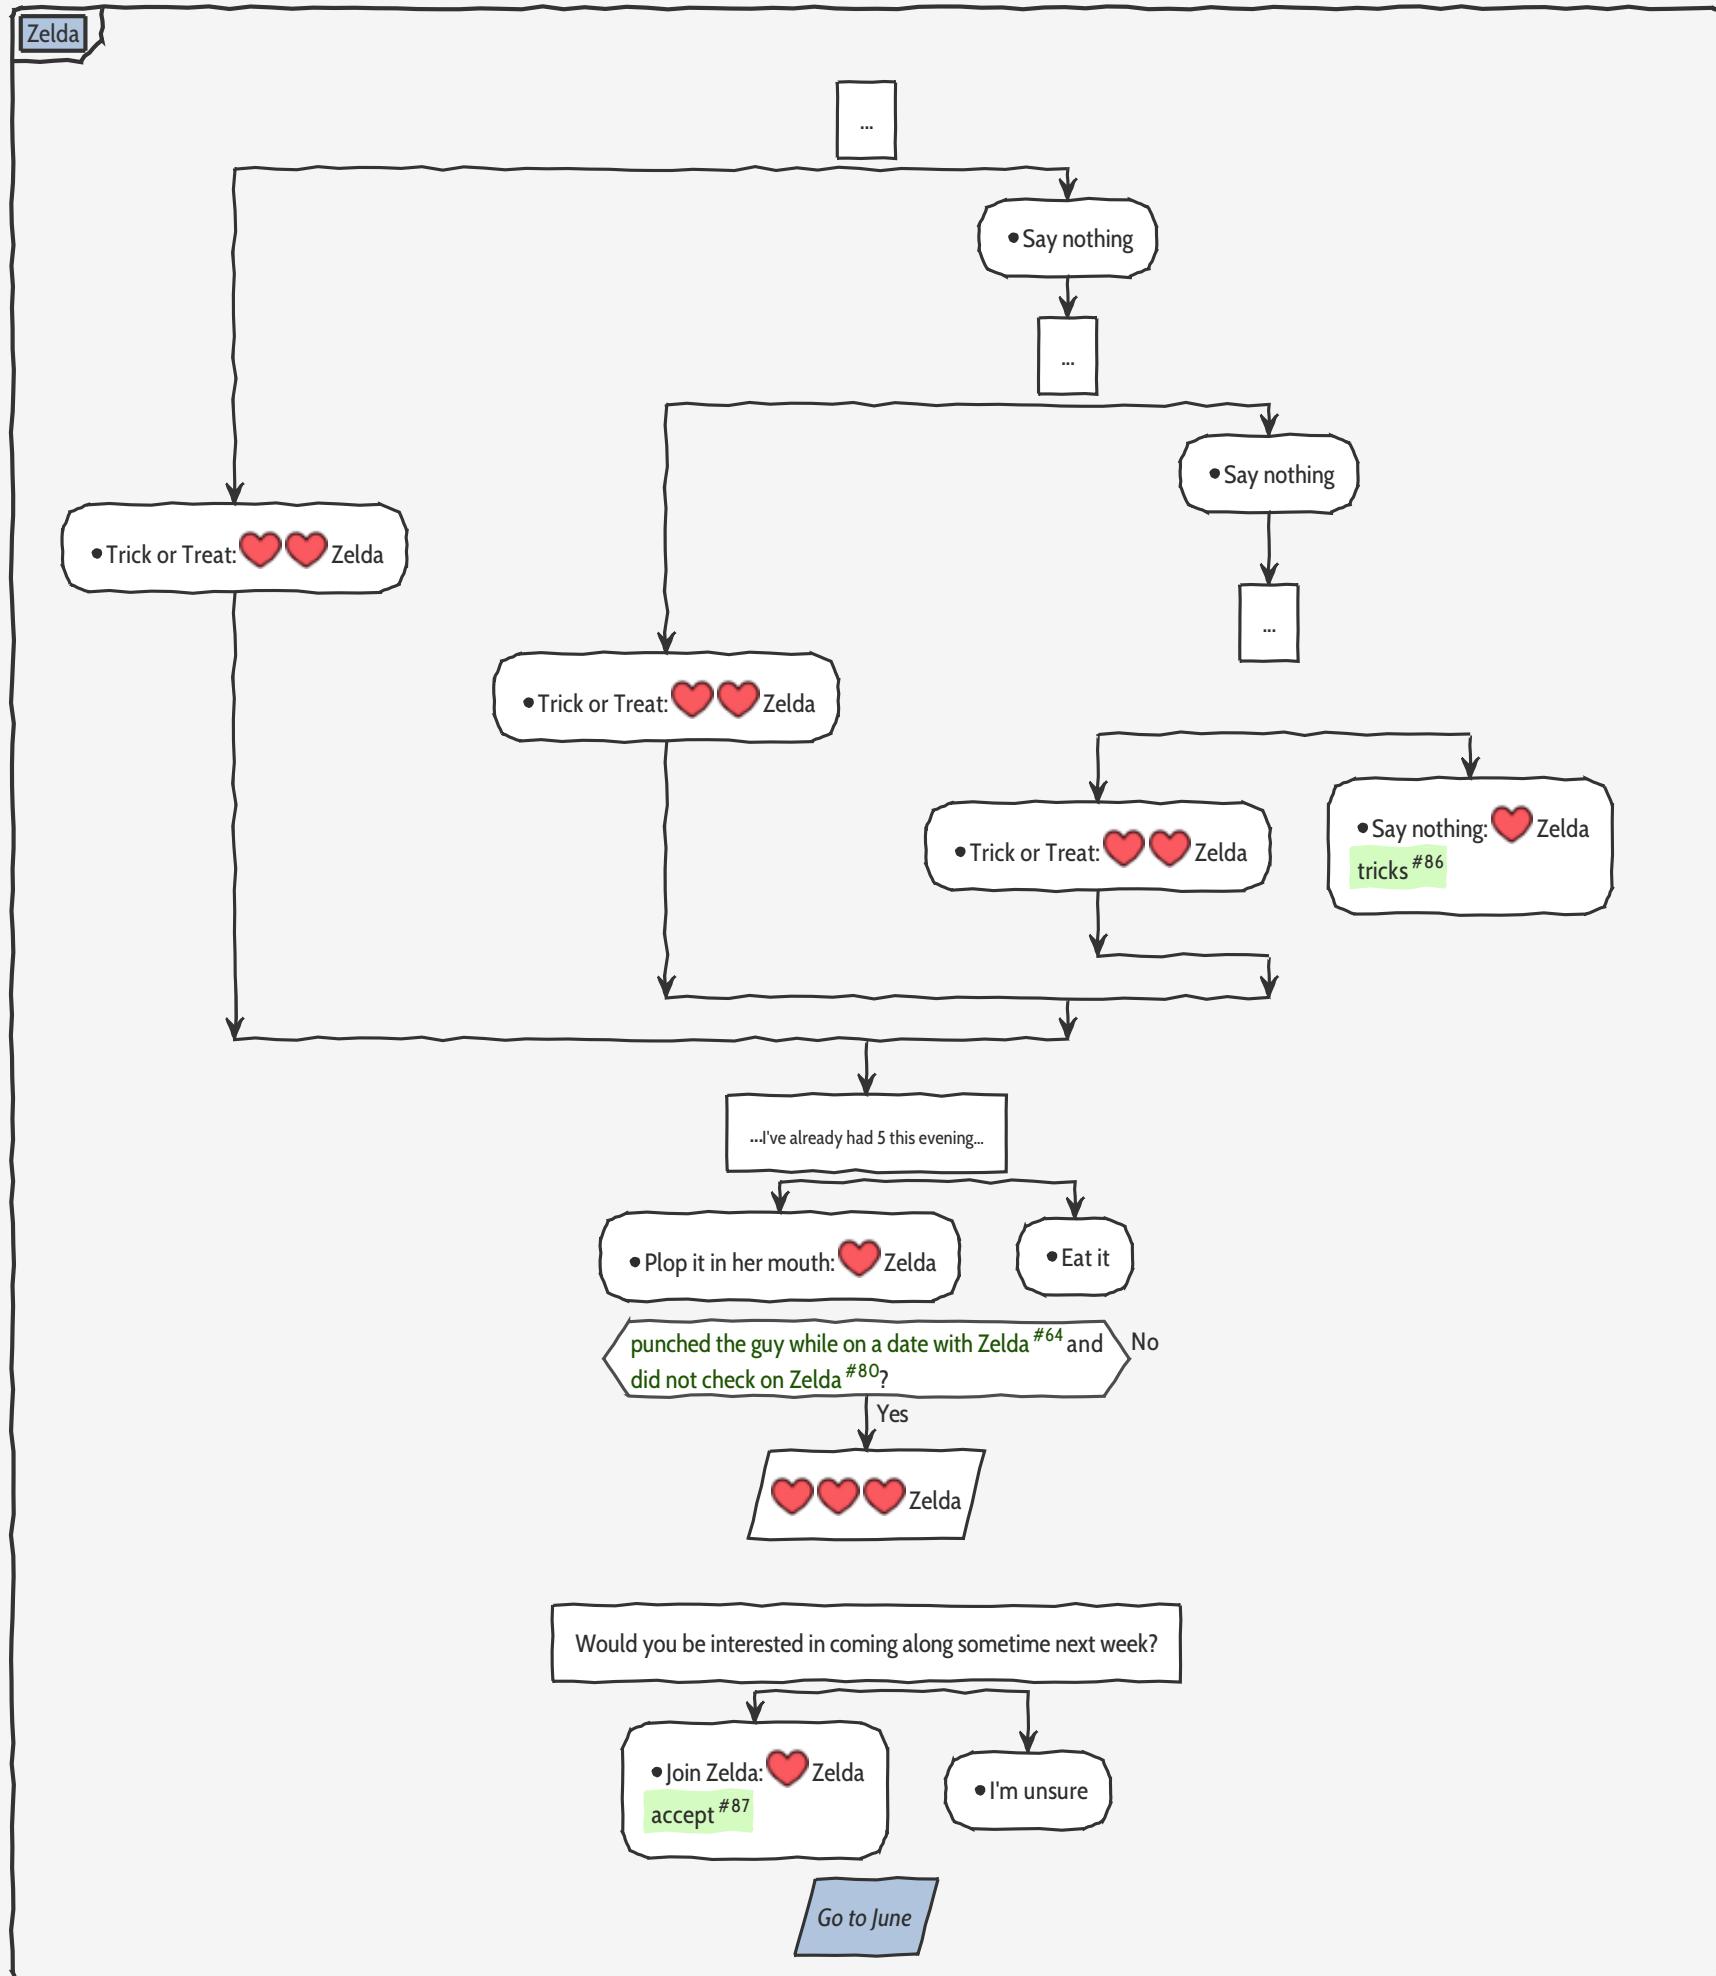 Zelda
...
• Say nothing
...
• Say nothing
• Trick or Treat: Zelda
...
• Trick or Treat: Zelda
• Trick or Treat: Zelda
• Say nothing: Zelda
tricks #86
...I've already had 5 this evening...
• Plop it in her mouth: Zelda
• Eat it
punched the guy while on a date with Zelda #64 and
did not check on Zelda #80?
No
Yes
Zelda
Would you be interested in coming along sometime next week?
• Join Zelda: Zelda
accept #87
• I'm unsure
Go to June